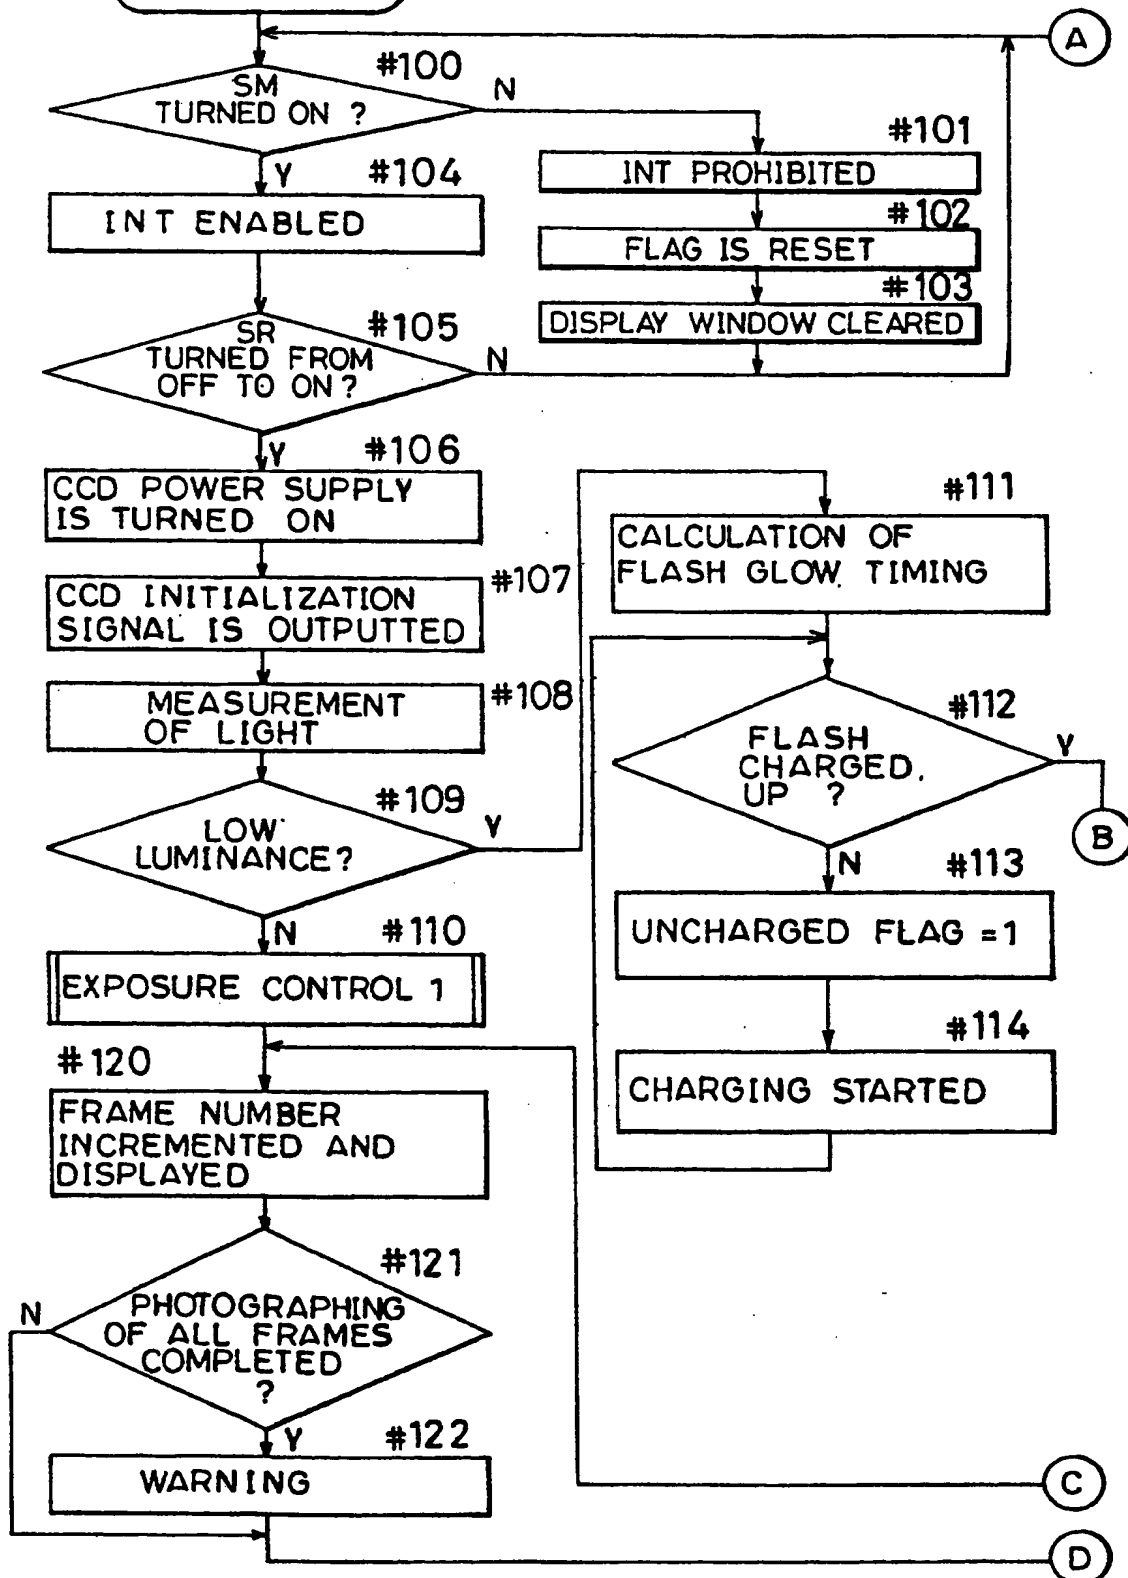 A
#100
SM
TURNED ON ?
N
Y
#101
INT PROHIBITED
#102
FLAG IS RESET
#103
DISPLAY WINDOW CLEARED
#104
INT ENABLED
#105
SR
TURNED FROM
OFF TO ON?
N
Y
#106
CCD POWER SUPPLY
IS TURNED ON
#107
CCD INITIALIZATION
SIGNAL IS OUTPUTTED
#108
MEASUREMENT
OF LIGHT
#109
LOW
LUMINANCE?
Y
N
#110
EXPOSURE CONTROL 1
#111
CALCULATION OF
FLASH GLOW TIMING
#112
FLASH
CHARGED
UP ?
Y
B
N
#113
UNCHARGED FLAG = 1
#114
CHARGING STARTED
#120
FRAME NUMBER
INCREMENTED AND
DISPLAYED
#121
PHOTOGRAPHING
OF ALL FRAMES
COMPLETED
?
N
Y
#122
WARNING
C
D